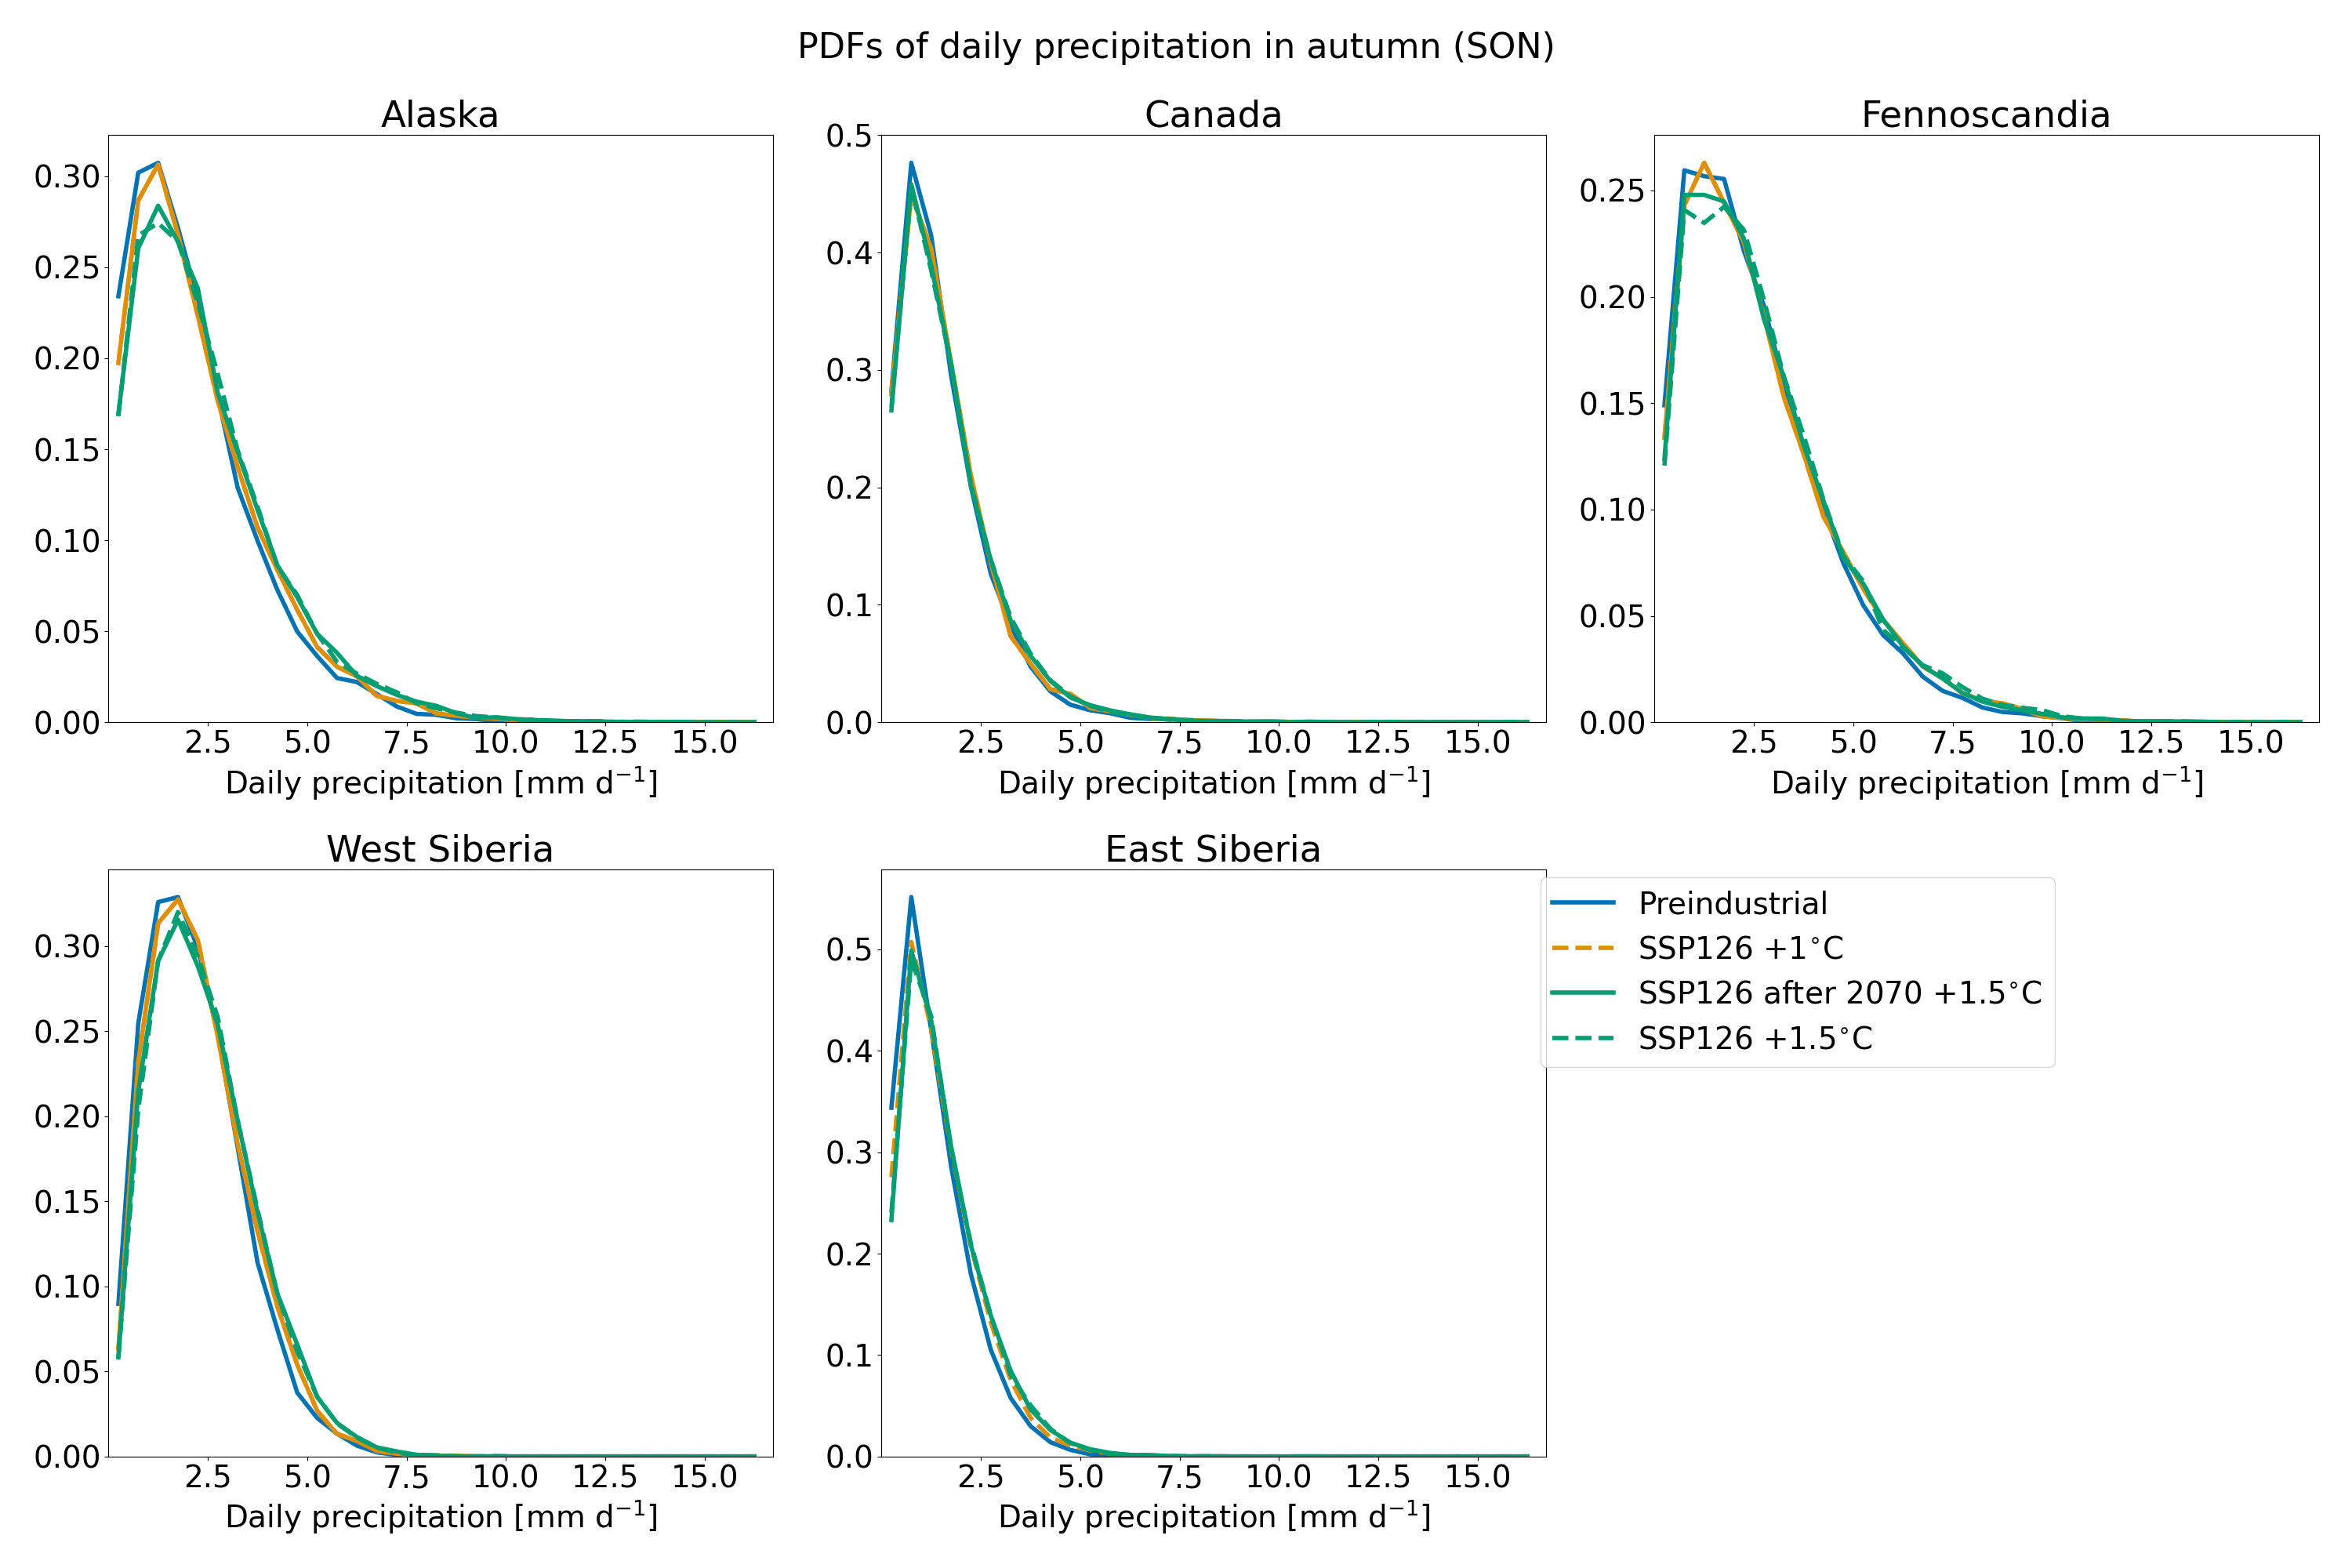 PDFs of daily precipitation in autumn (SON)
Alaska
Canada
Fennoscandia
0.30
0.25
0.20
0.15
0.10
0.05
0.00
0.5
0.4
0.3
0.2
0.1
0.0
0.25
0.20
0.15
0.10
0.05
0.00
2.5 5.0 7.5 10.0 12.5 15.0
2.5 5.0 7.5 10.0 12.5 15.0
2.5 5.0 7.5 10.0 12.5 15.0
Daily precipitation [mm d⁻¹]
Daily precipitation [mm d⁻¹]
Daily precipitation [mm d⁻¹]
West Siberia
East Siberia
0.30
0.25
0.20
0.15
0.10
0.05
0.00
0.5
0.4
0.3
0.2
0.1
0.0
Preindustrial
SSP126 +1°C
SSP126 after 2070 +1.5°C
SSP126 +1.5°C
2.5 5.0 7.5 10.0 12.5 15.0
2.5 5.0 7.5 10.0 12.5 15.0
Daily precipitation [mm d⁻¹]
Daily precipitation [mm d⁻¹]